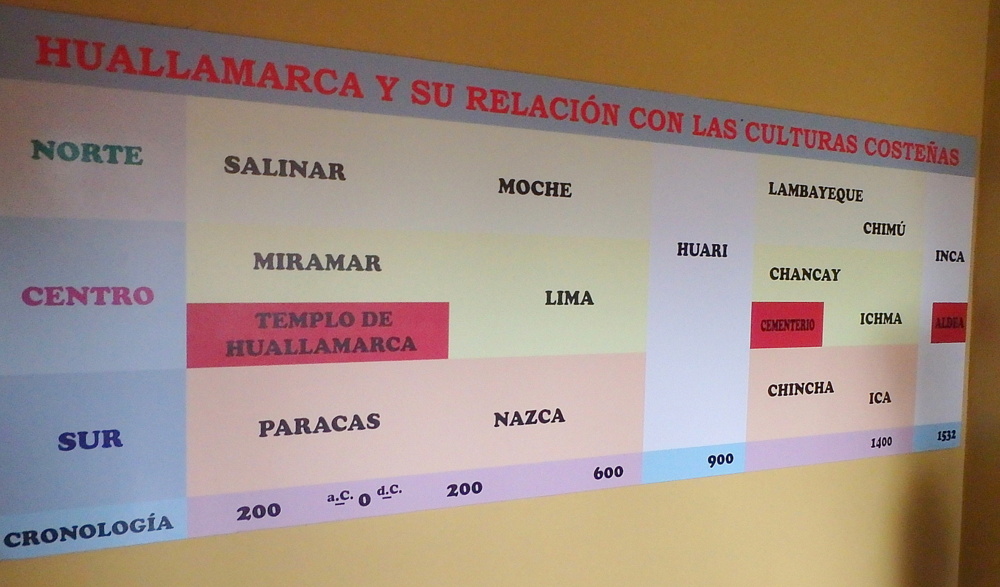 HUALLAMARCA Y SU RELACIÓN CON LAS CULTURAS COSTEÑAS
NORTE
SALINAR
MOCHE
LAMBAYEQUE
CHIMÚ
HUARI
INCA
CENTRO
MIRAMAR
LIMA
CHANCAY
TEMPLO DE
HUALLAMARCA
CEMENTERIO
ICHMA
ALDEA
SUR
PARACAS
NAZCA
CHINCHA
ICA
CRONOLOGÍA
200
a.C. 0 d.C.
200
600
900
1400
1532